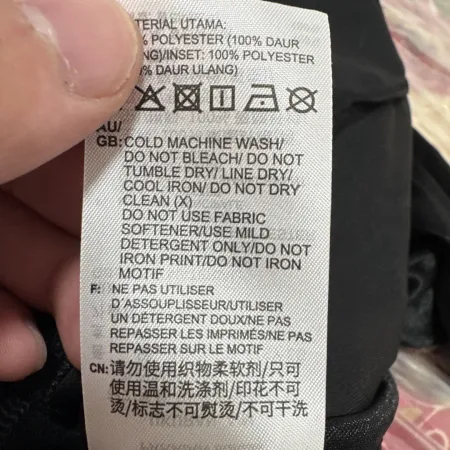 TERIAL UTAMA:
% POLYESTER (100% DAUR
NG)/INSET: 100% POLYESTER
% DAUR ULANG)
AU/
GB: COLD MACHINE WASH/
DO NOT BLEACH/ DO NOT
TUMBLE DRY/ LINE DRY/
COOL IRON/ DO NOT DRY
CLEAN (X)
DO NOT USE FABRIC
SOFTENER/USE MILD
DETERGENT ONLY/DO NOT
IRON PRINT/DO NOT IRON
MOTIF
F: NE PAS UTILISER
D'ASSOUPLISSEUR/UTILISER
UN DÉTERGENT DOUX/NE PAS
REPASSER LES IMPRIMÉS/NE PAS
REPASSER SUR LE MOTIF
CN: 请勿使用织物柔软剂/只可
使用温和洗涤剂/印花不可
烫/标志不可熨烫/不可干洗